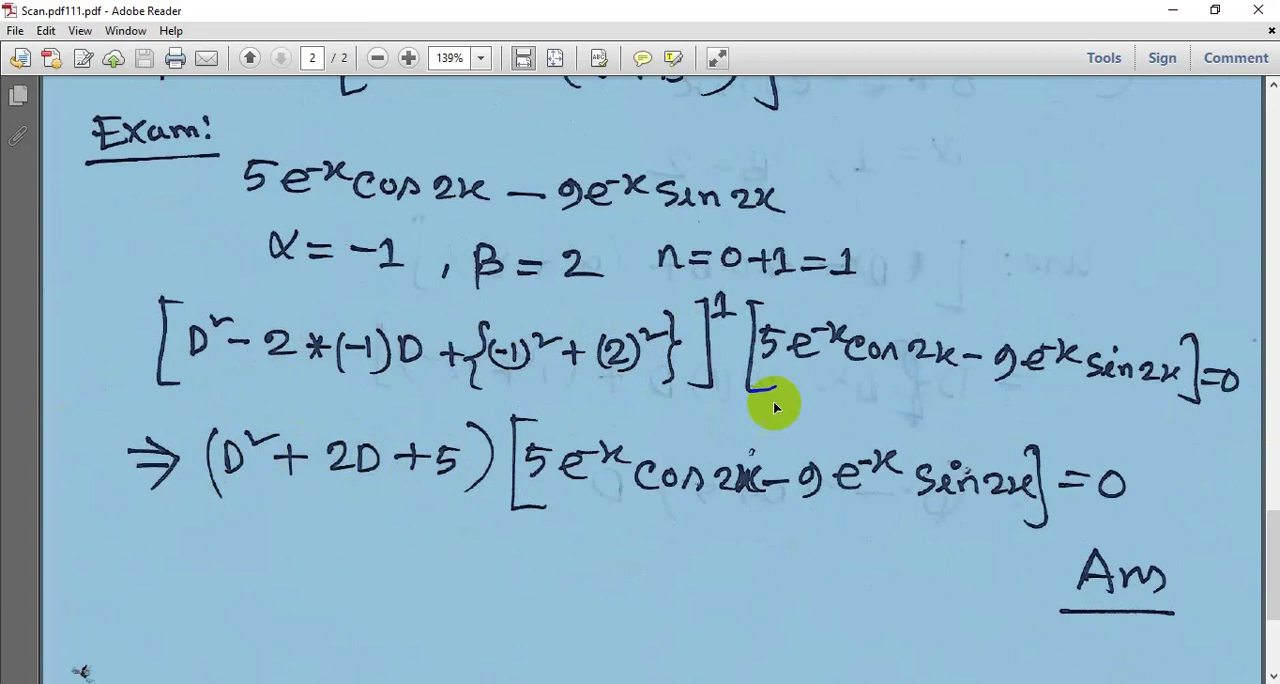 Scan.pdf111.pdf - Adobe Reader
File Edit View Window Help
2 / 2 139% Tools Sign Comment
Exam:
5e^-x cos 2x - 9e^-x sin 2x
α = -1 , β = 2 n = 0+1 = 1
[D² - 2*(-1)D + {(-1)² + (2)²}]^1 [5e^-x cos 2x - 9e^-x sin 2x] = 0
⇒ (D² + 2D + 5) [5e^-x cos 2x - 9e^-x sin 2x] = 0
Ans